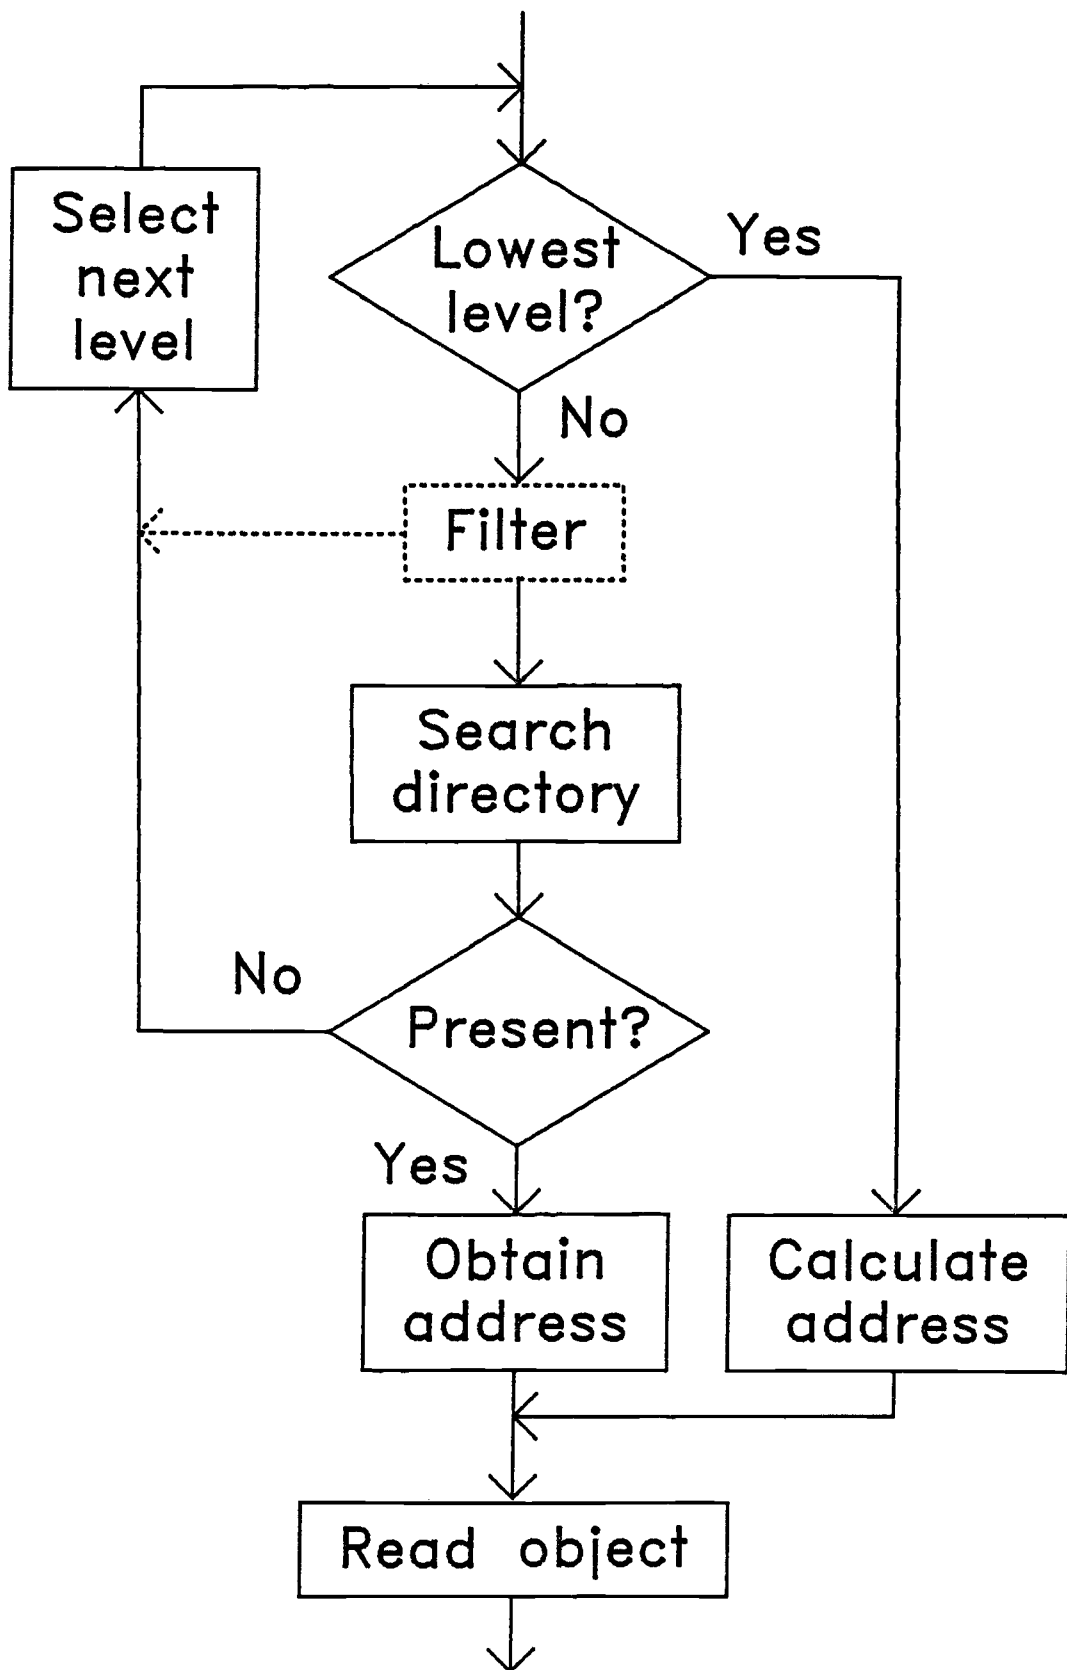 Select
next
level
Lowest
level?
Yes
No
Filter
Search
directory
No
Present?
Yes
Obtain
address
Calculate
address
Read object